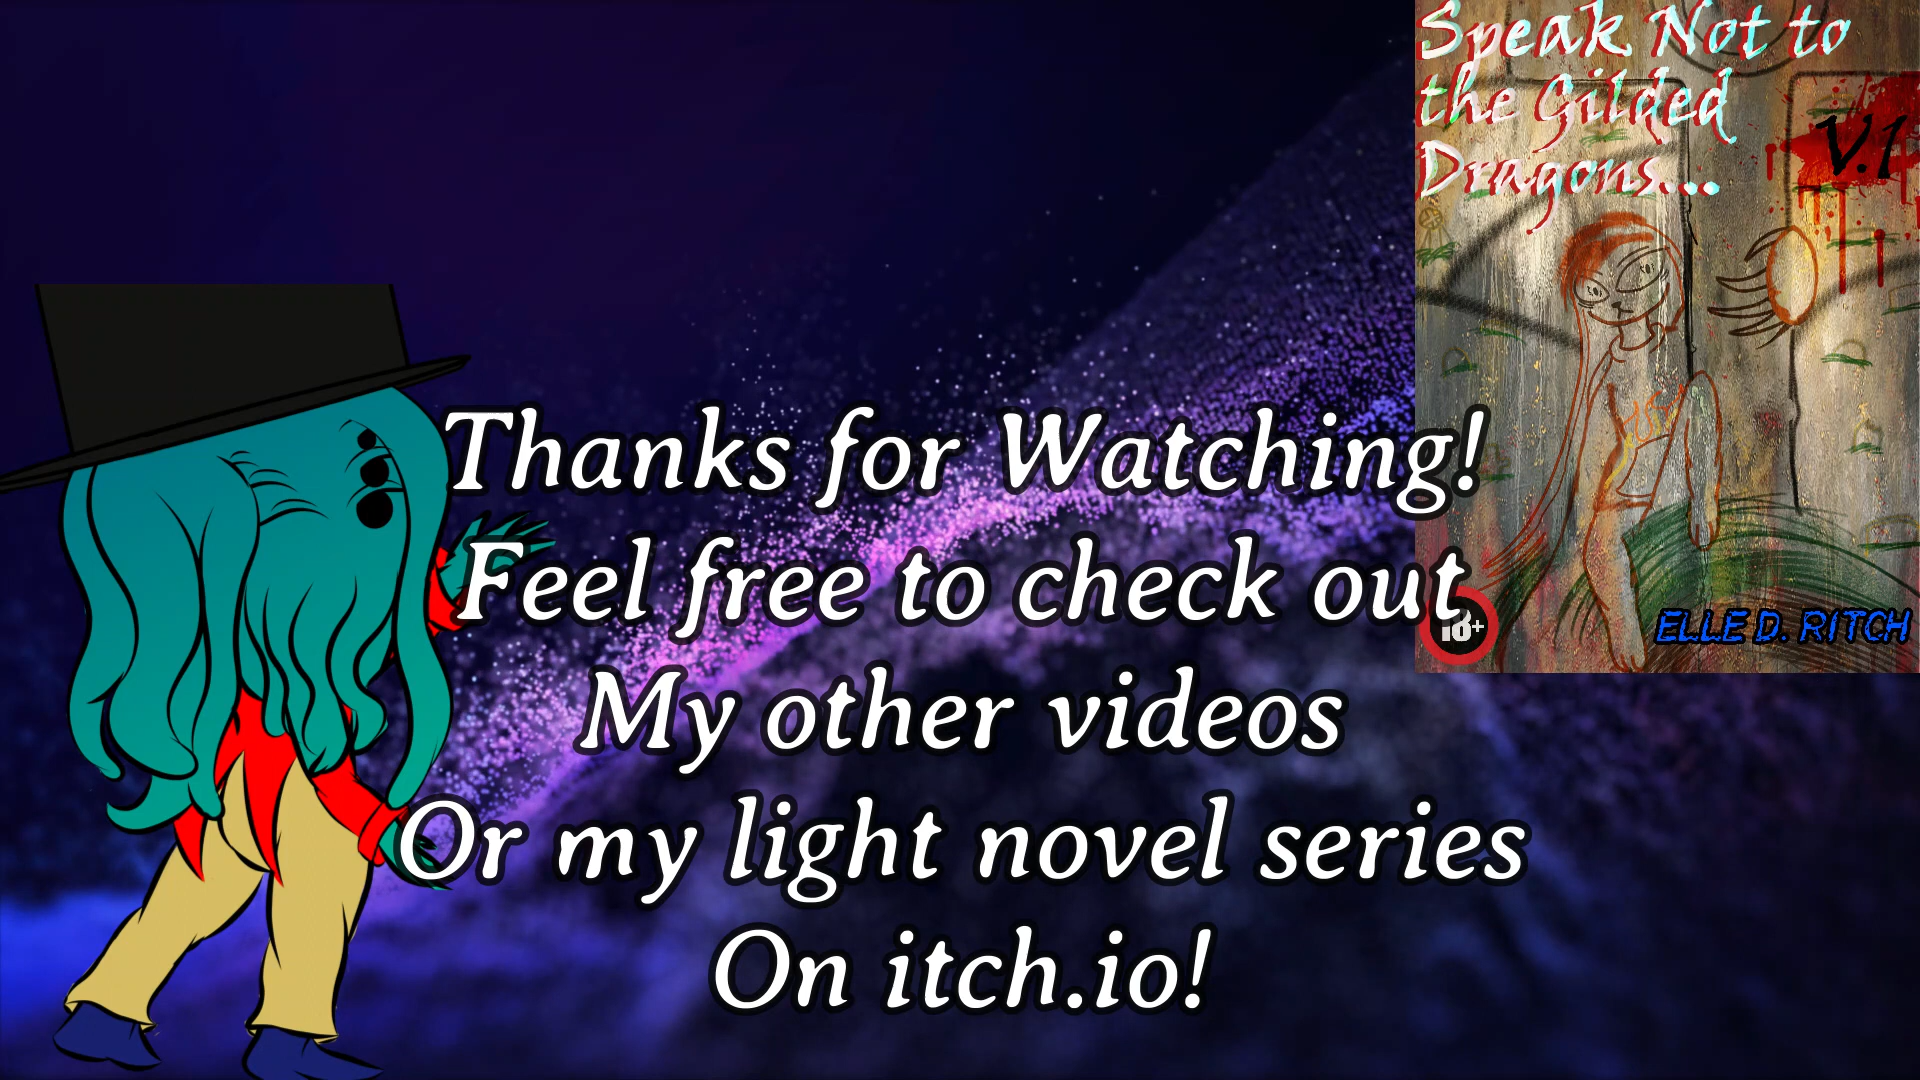 Speak Not to
the Gilded
Dragons...
V.1
Thanks for Watching!
Feel free to check out
My other videos
Or my light novel series
On itch.io!
18+
ELLE D. RITCH